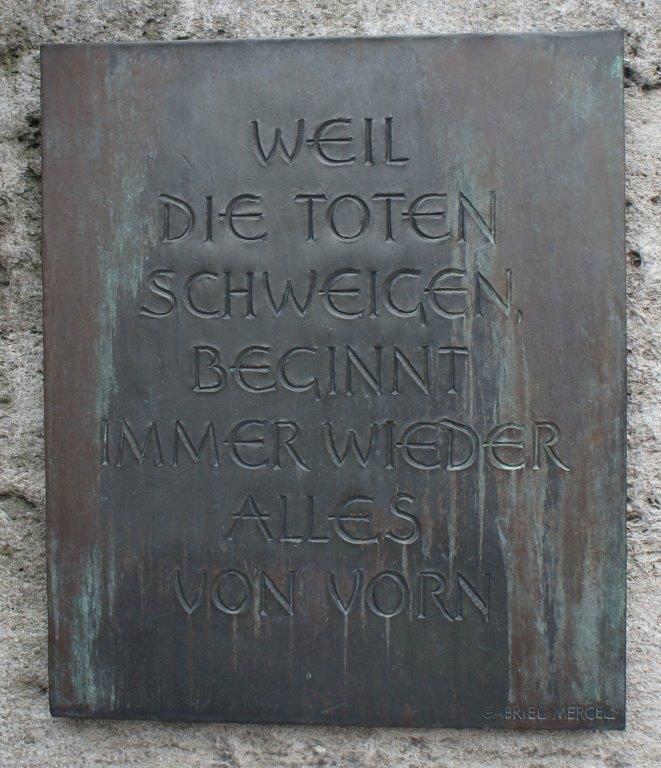 WEIL
DIE TOTEN
SCHWEIGEN,
BEGINNT
IMMER WIEDER
ALLES
VON VORN
GABRIEL MERCEL